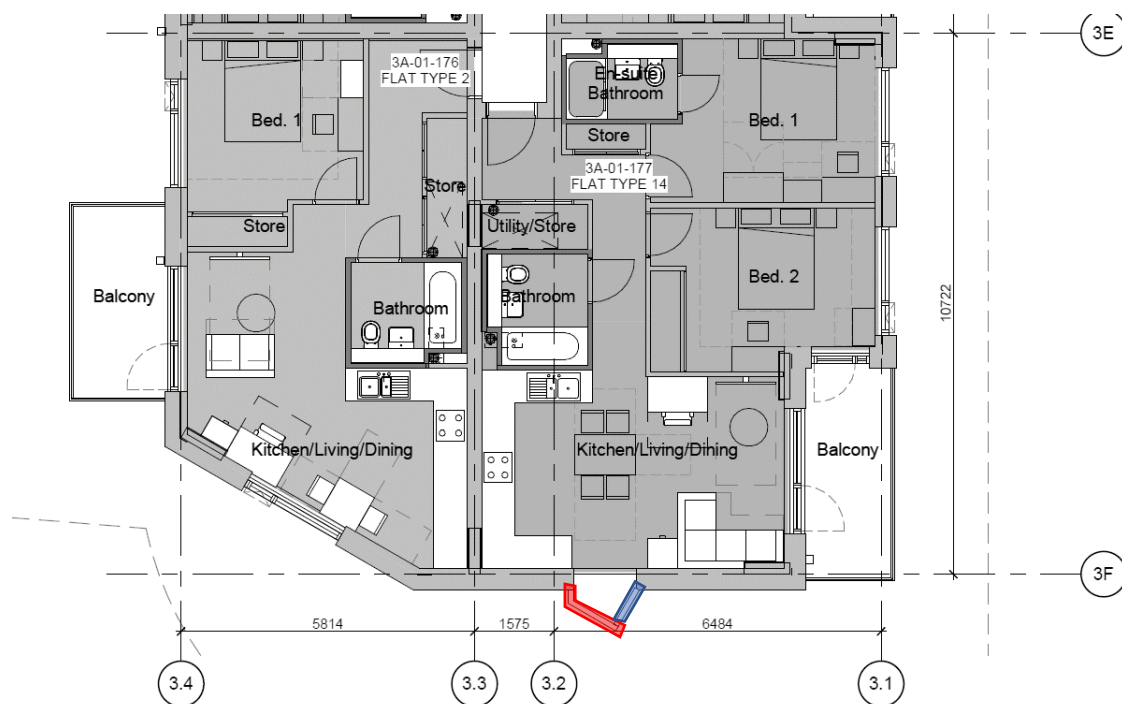 3E
3A-01-176
FLAT TYPE 2
En-suite
Bathroom
Bed. 1
Bed. 1
Store
3A-01-177
FLAT TYPE 14
Store
Store
Utility/Store
Bed. 2
Balcony
Bathroom
Bathroom
10722
Kitchen/Living/Dining
Kitchen/Living/Dining
Balcony
3F
5814
1575
6484
3.4
3.3
3.2
3.1